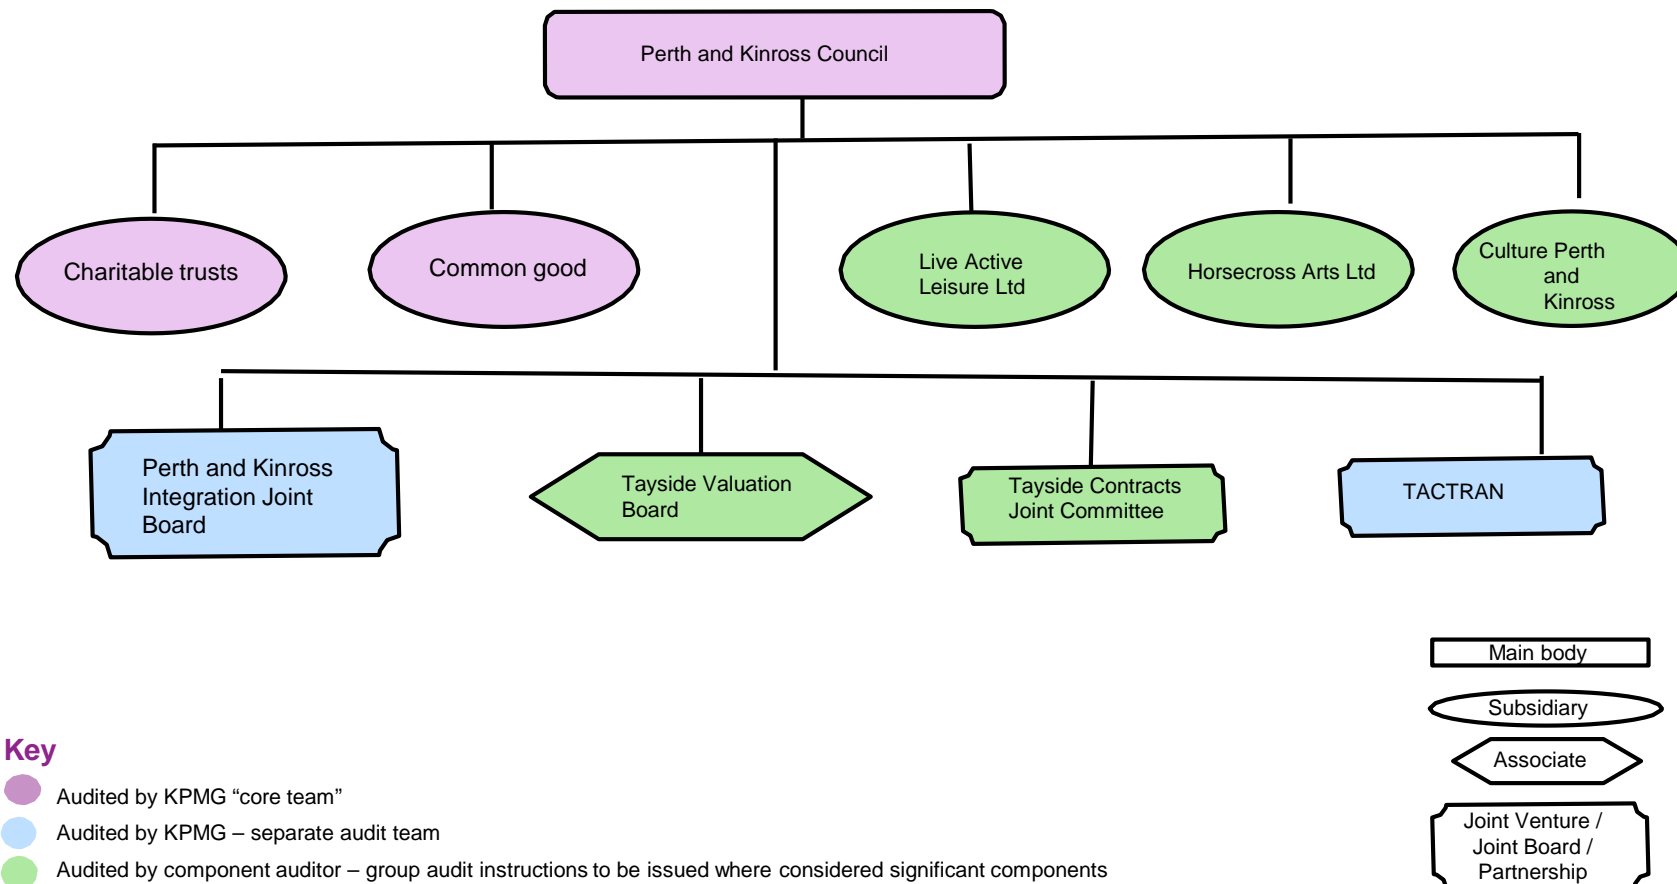 Perth and Kinross Council
Charitable trusts
Common good
Live Active
Leisure Ltd
Horsecross Arts Ltd
Culture Perth
and
Kinross
Perth and Kinross
Integration Joint
Board
Tayside Valuation
Board
Tayside Contracts
Joint Committee
TACTRAN
Main body
Subsidiary
Associate
Joint Venture /
Joint Board /
Partnership
Key
Audited by KPMG “core team”
Audited by KPMG – separate audit team
Audited by component auditor – group audit instructions to be issued where considered significant components